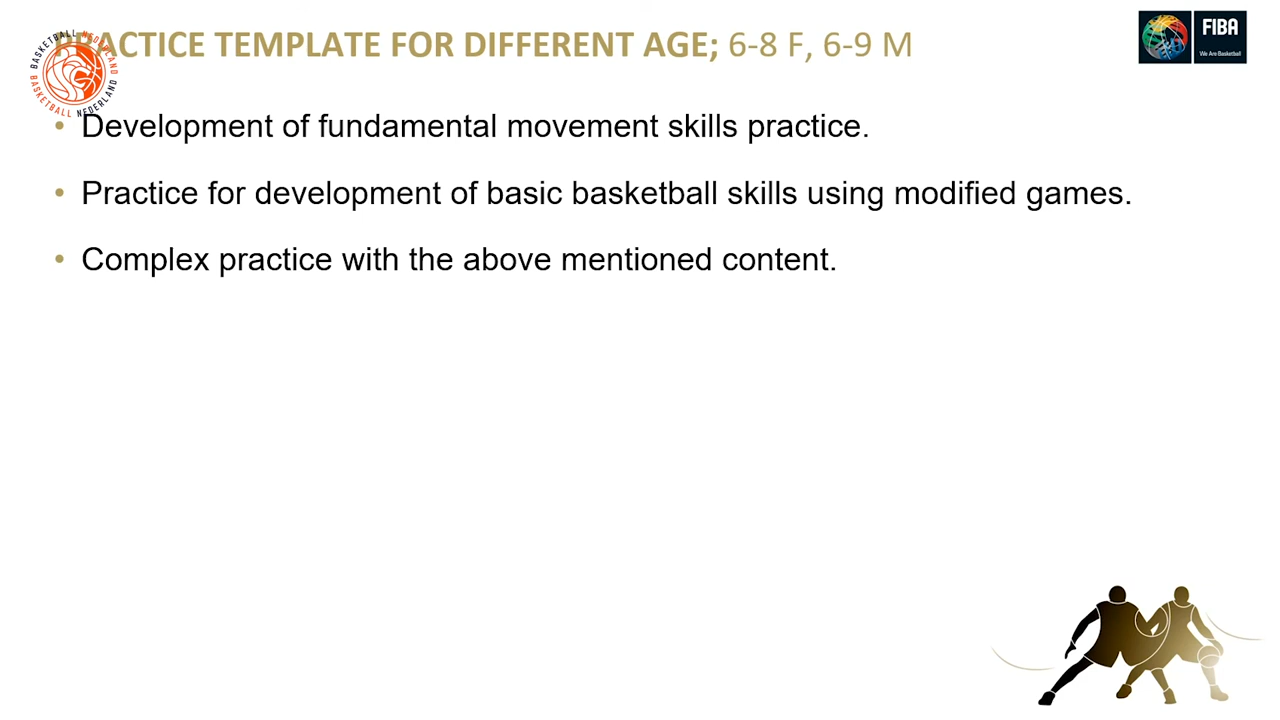 PRACTICE TEMPLATE FOR DIFFERENT AGE; 6-8 F, 6-9 M
BASKETBALL NEDERLAND
BASKETBALL NEDERLAND
FIBA
We Are Basketball
• Development of fundamental movement skills practice.
• Practice for development of basic basketball skills using modified games.
• Complex practice with the above mentioned content.